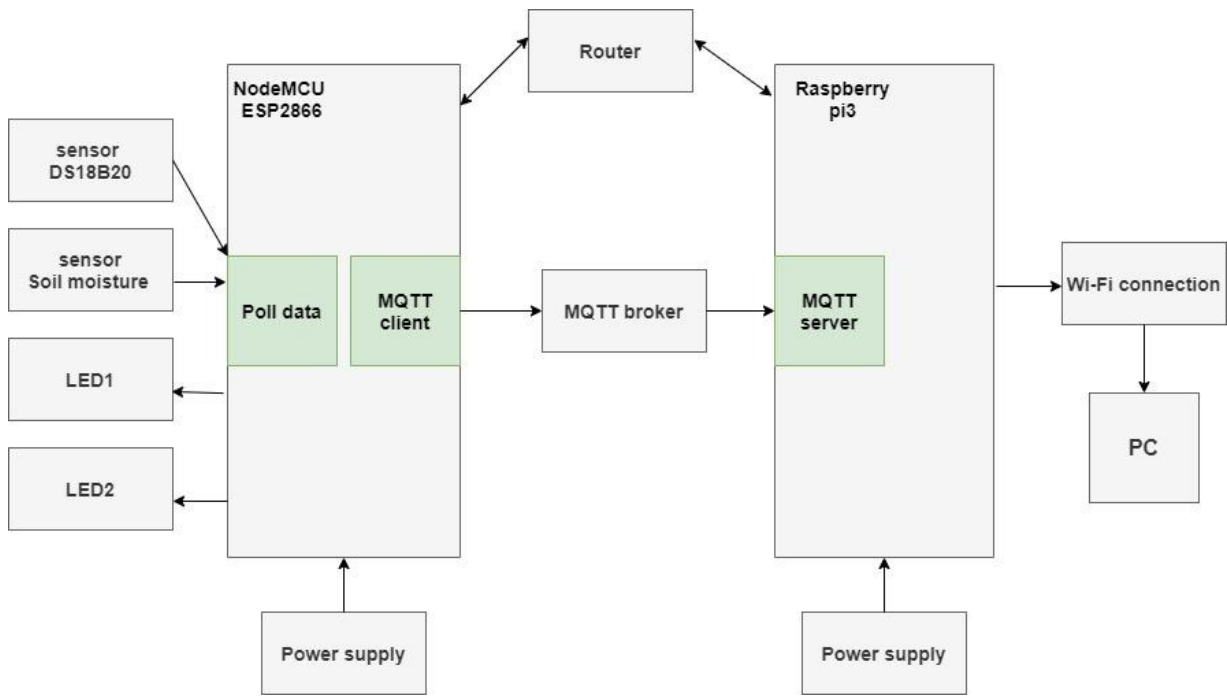 Router
NodeMCU
ESP2866
Raspberry
pi3
sensor
DS18B20
sensor
Soil moisture
Poll data
MQTT
client
MQTT broker
MQTT
server
Wi-Fi connection
LED1
PC
LED2
Power supply
Power supply